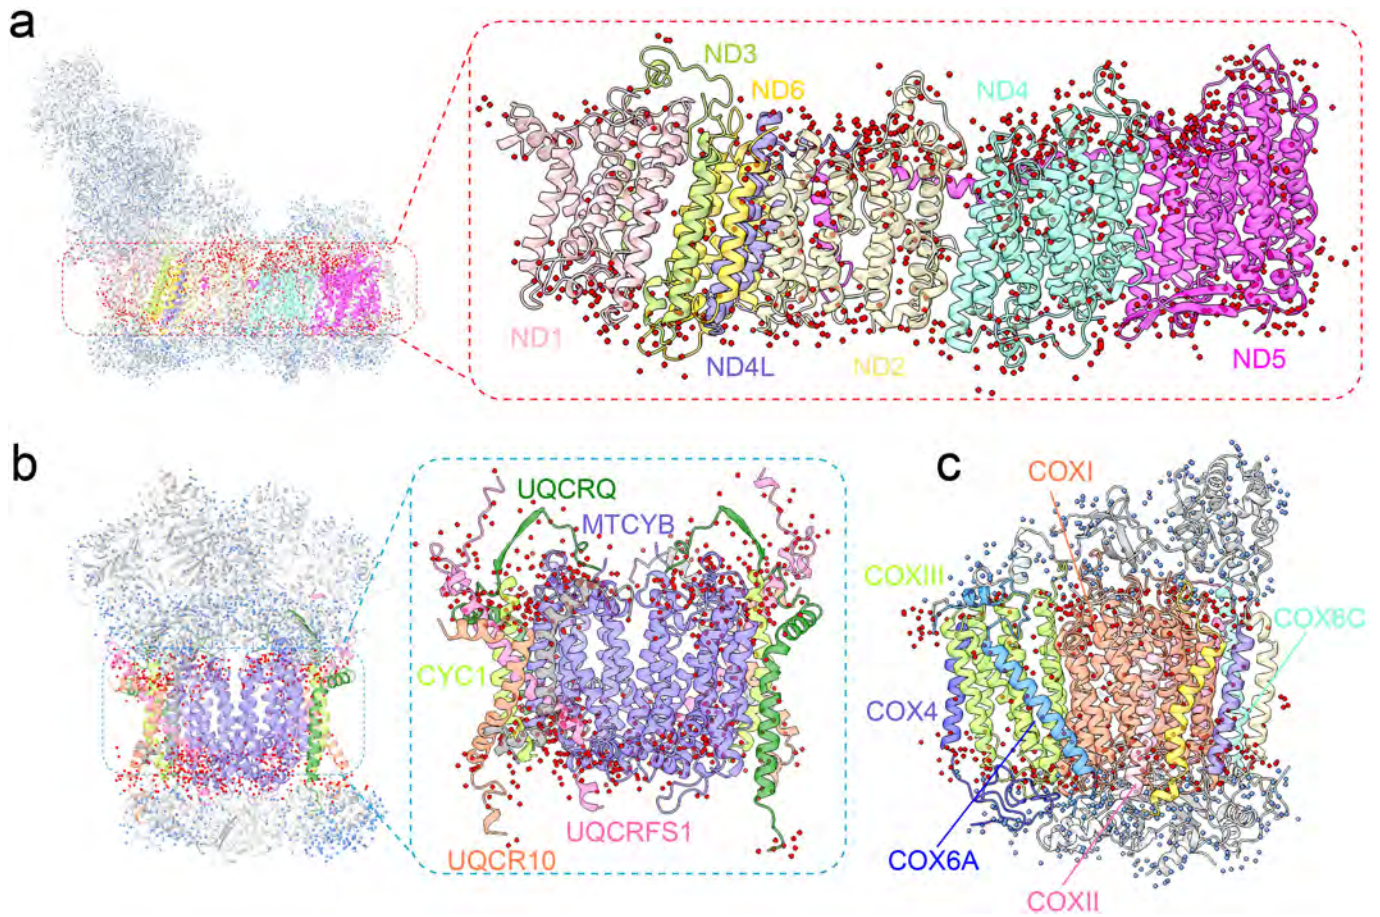 a
ND3
ND6
ND4
ND1
ND4L
ND2
ND5
b
UQCRQ
MTCYB
CYC1
UQCRFS1
UQCR10
c
COXI
COXIII
COX6C
COX4
COX6A
COXII